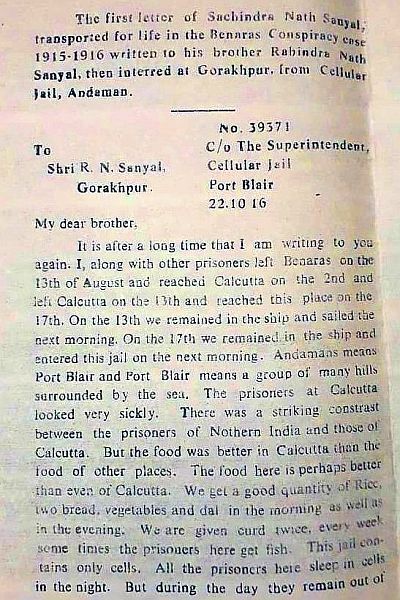 The first letter of Sachindra Nath Sanyal,
transported for life in the Benaras Conspiracy case
1915-1916 written to his brother Rabindra Nath
Sanyal, then interred at Gorakhpur, from Cellular
Jail, Andaman.
No. 39371
To C/o The Superintendent,
Shri R. N. Sanyal, Cellular Jail
Gorakhpur. Port Blair
22.10 16
My dear brother,
It is after a long time that I am writing to you
again. I, along with other prisoners left Benaras on the
13th of August and reached Calcutta on the 2nd and
left Calcutta on the 13th and reached this place on the
17th. On the 13th we remained in the ship and sailed the
next morning. On the 17th we remained in the ship and
entered this jail on the next morning. Andamans means
Port Blair and Port Blair means a group of many hills
surrounded by the sea. The prisoners at Calcutta
looked very sickly. There was a striking constrast
between the prisoners of Nothern India and those of
Calcutta. But the food was better in Calcutta than the
food of other places. The food here is perhaps better
than even of Calcutta. We get a good quantity of Rice,
two bread, vegetables and dal in the morning as well as
in the evening. We are given curd twice, every week
some times the prisoners here get fish. This jail con-
tains only cells. All the prisoners here sleep in cells
in the night. But during the day they remain out of